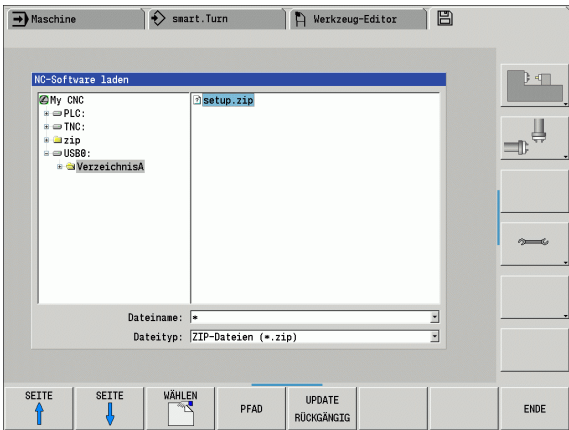 Maschine
smart.Turn
Werkzeug-Editor
NC-Software laden
My CNC
PLC:
TNC:
zip
USB0:
VerzeichnisA
setup.zip
Dateiname: *
Dateityp: ZIP-Dateien (*.zip)
SEITE
SEITE
WÄHLEN
PFAD
UPDATE
RÜCKGÄNGIG
ENDE